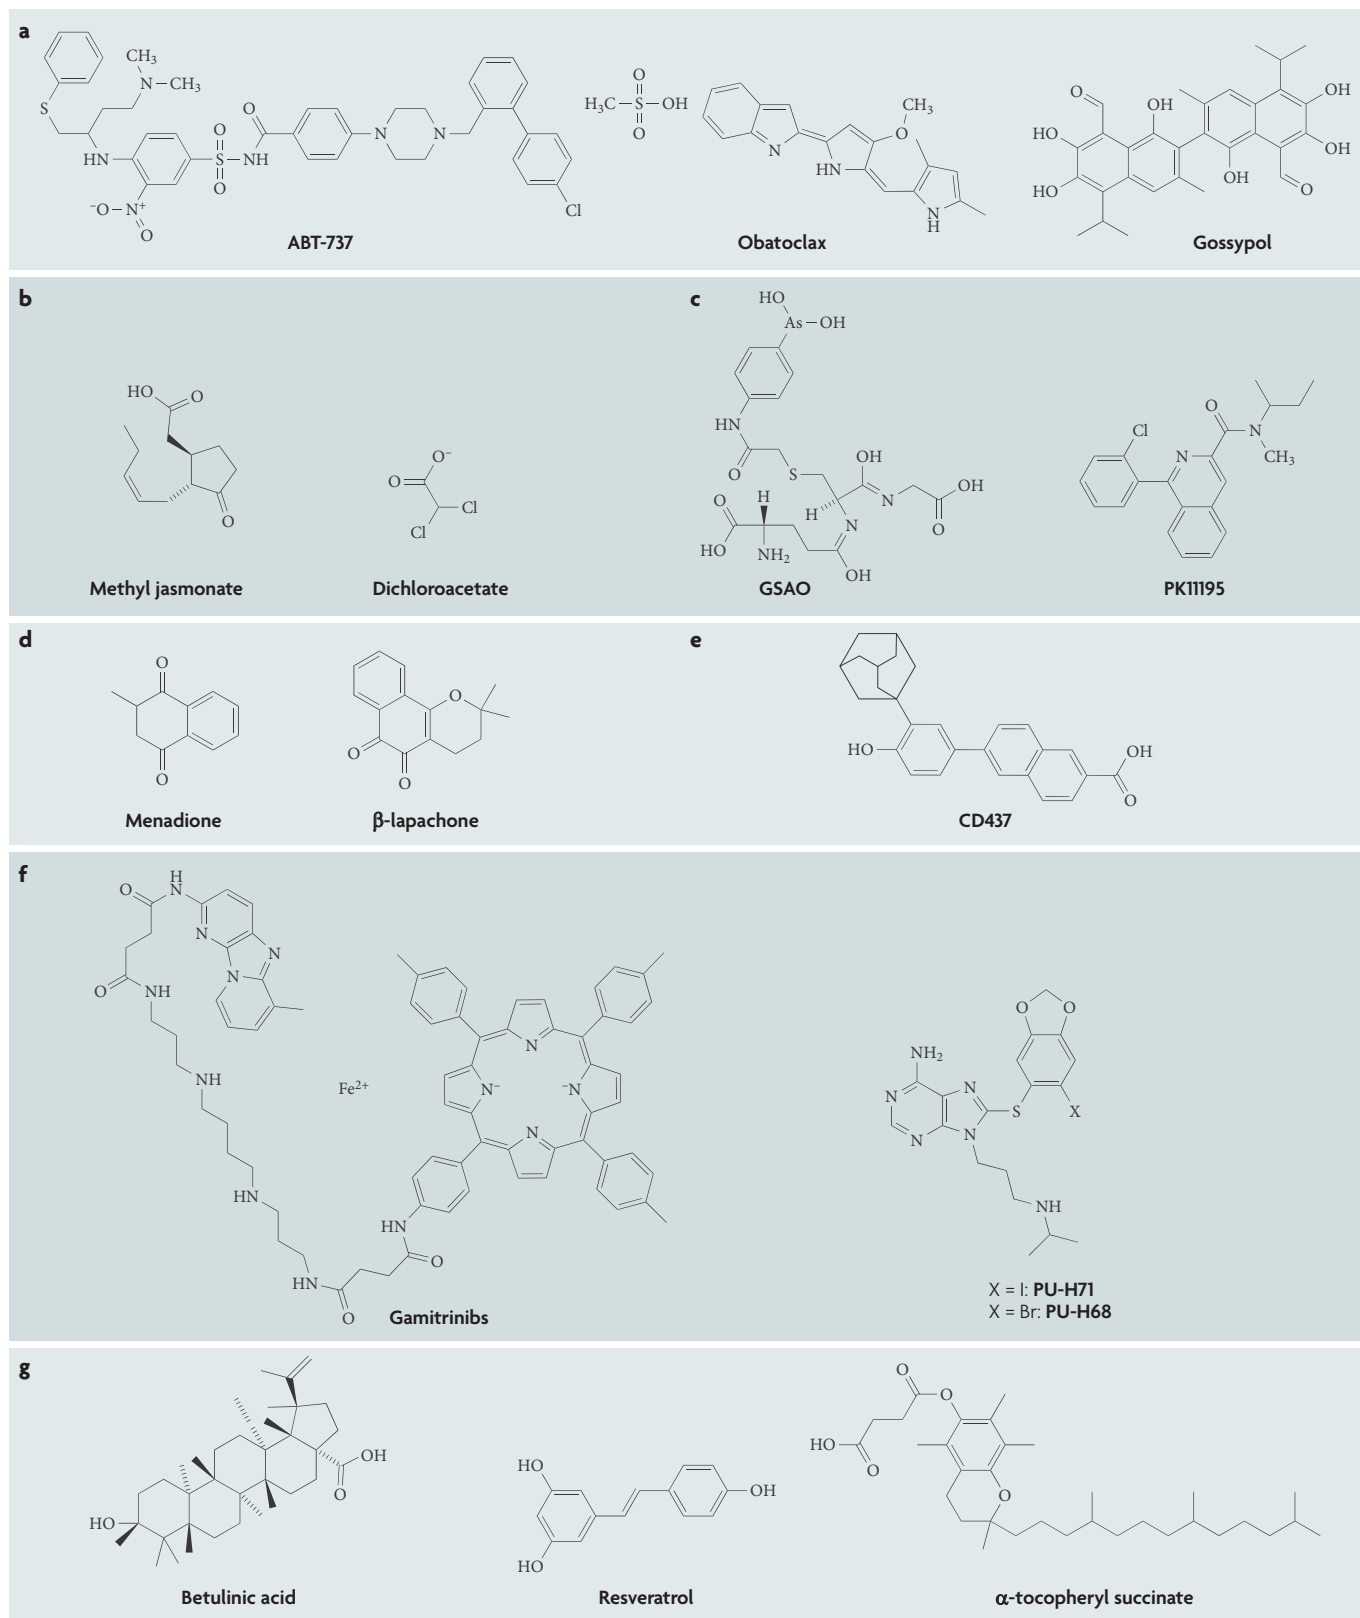 a
CH₃
N–CH₃
S
HN
O
S
O
NH
O
N
N–
Cl
⁻O–N⁺
O
ABT-737
O
H₃C–S–OH
O
N
HN
O
CH₃
N
H
Obatoclax
O
OH
HO
HO
OH
OH
OH
O
Gossypol
b
HO
O
O
Methyl jasmonate
O⁻
O
Cl
Cl
Dichloroacetate
c
HO
As–OH
HN
O
S
OH
N
OH
O
O
HO
H
NH₂
H
N
OH
GSAO
Cl
N
O
N
CH₃
PK11195
d
O
O
Menadione
O
O
O
β-lapachone
e
HO
OH
O
CD437
f
O
H
N
N
N
N
O
NH
NH
HN
HN
O
Fe²⁺
N
N⁻
⁻N
N
HN
O
Gamitrinibs
NH₂
N
N
N
N
S
O
O
X
NH
X = I: PU-H71
X = Br: PU-H68
g
HO
OH
O
Betulinic acid
HO
HO
OH
Resveratrol
O
O
HO
O
O
α-tocopheryl succinate